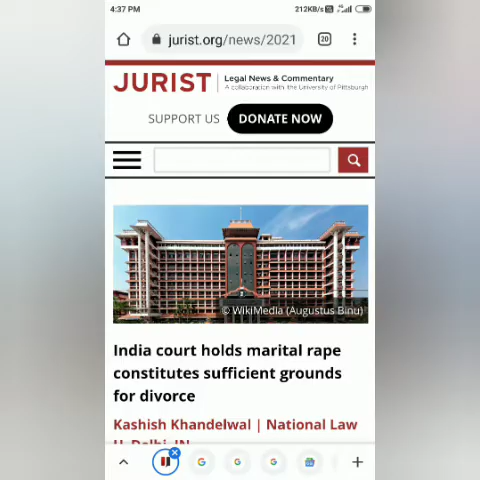 4:37 PM
212KB/s
jurist.org/news/2021
20
JURIST
Legal News & Commentary
A collaboration with the University of Pittsburgh
SUPPORT US
DONATE NOW
© WikiMedia (Augustus Binu)
India court holds marital rape
constitutes sufficient grounds
for divorce
Kashish Khandelwal | National Law
U. Delhi, IN